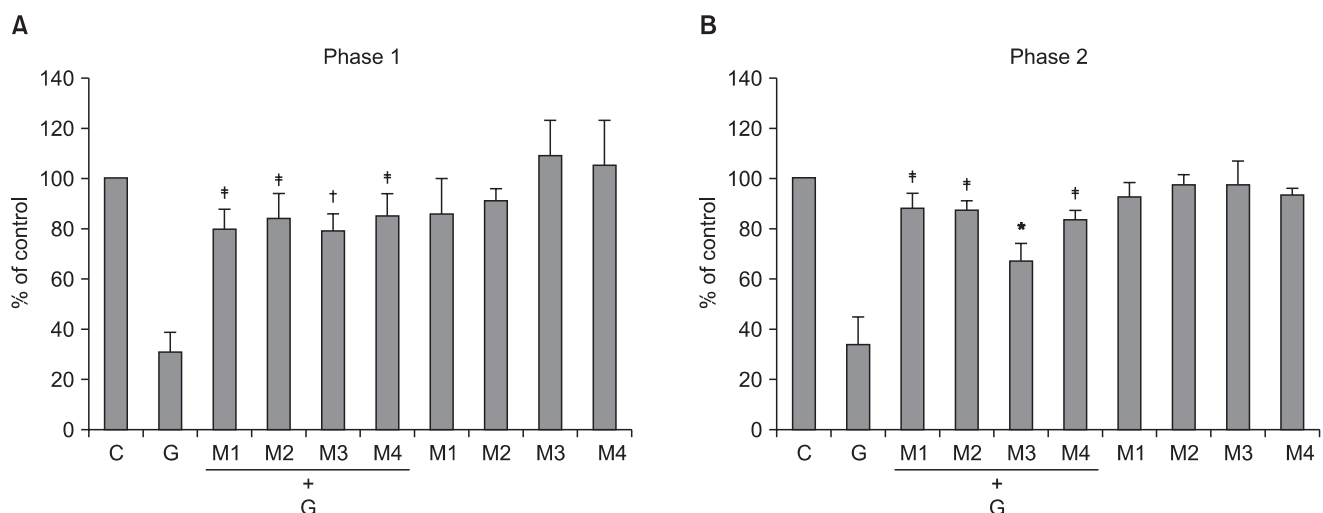 A
Phase 1
% of control
140
120
100
80
60
40
20
0
‡ ‡ † ‡
C G M1 M2 M3 M4 M1 M2 M3 M4
+
G
B
Phase 2
% of control
140
120
100
80
60
40
20
0
‡ ‡ * ‡
C G M1 M2 M3 M4 M1 M2 M3 M4
+
G